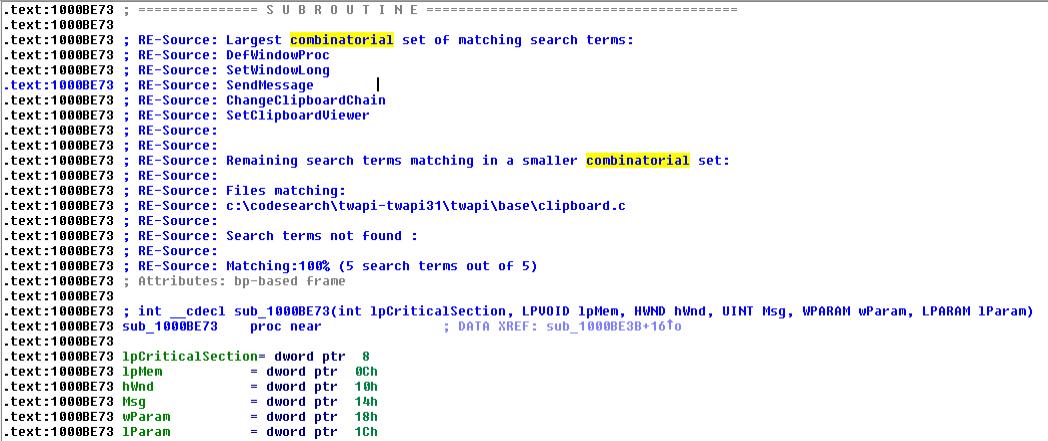 .text:1000BE73 ; =============== S U B R O U T I N E =======================================
.text:1000BE73
.text:1000BE73 ; RE-Source: Largest combinatorial set of matching search terms:
.text:1000BE73 ; RE-Source: DefWindowProc
.text:1000BE73 ; RE-Source: SetWindowLong
.text:1000BE73 ; RE-Source: SendMessage
.text:1000BE73 ; RE-Source: ChangeClipboardChain
.text:1000BE73 ; RE-Source: SetClipboardViewer
.text:1000BE73 ; RE-Source:
.text:1000BE73 ; RE-Source:
.text:1000BE73 ; RE-Source: Remaining search terms matching in a smaller combinatorial set:
.text:1000BE73 ; RE-Source:
.text:1000BE73 ; RE-Source: Files matching:
.text:1000BE73 ; RE-Source: c:\codesearch\twapi-twapi31\twapi\base\clipboard.c
.text:1000BE73 ; RE-Source:
.text:1000BE73 ; RE-Source: Search terms not found :
.text:1000BE73 ; RE-Source:
.text:1000BE73 ; RE-Source: Matching:100% (5 search terms out of 5)
.text:1000BE73 ; Attributes: bp-based frame
.text:1000BE73
.text:1000BE73 ; int __cdecl sub_1000BE73(int lpCriticalSection, LPVOID lpMem, HWND hWnd, UINT Msg, WPARAM wParam, LPARAM lParam)
.text:1000BE73 sub_1000BE73    proc near               ; DATA XREF: sub_1000BE3B+16↑o
.text:1000BE73
.text:1000BE73 lpCriticalSection= dword ptr  8
.text:1000BE73 lpMem           = dword ptr  0Ch
.text:1000BE73 hWnd            = dword ptr  10h
.text:1000BE73 Msg             = dword ptr  14h
.text:1000BE73 wParam          = dword ptr  18h
.text:1000BE73 lParam          = dword ptr  1Ch